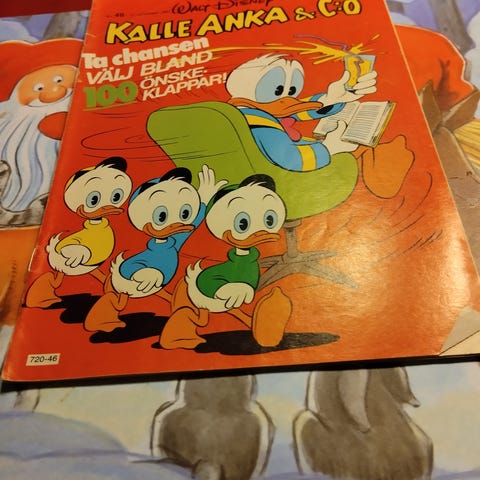 WALT DISNEY
KALLE ANKA & C:O
Ta chansen
VÄLJ BLAND
100 ÖNSKE-
KLAPPAR!
720-46